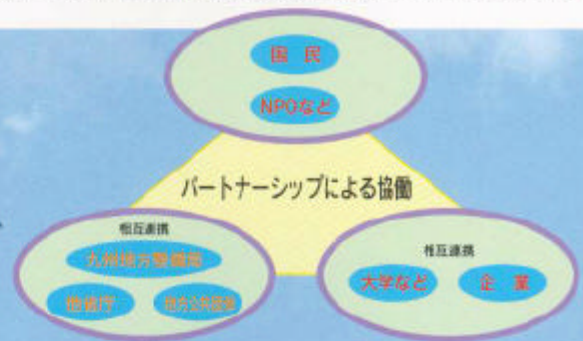 国民
NPOなど
パートナーシップによる協働
相互連携
九州地方整備局
他省庁
地方公共団体
相互連携
大学など
企業